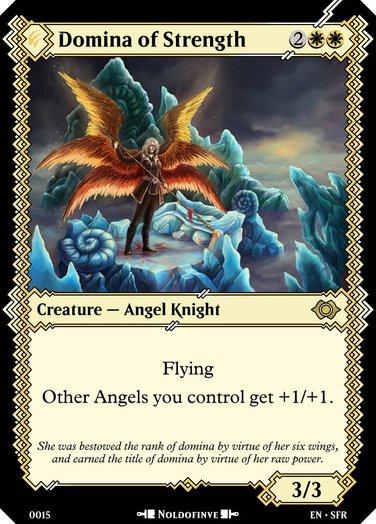 Domina of Strength 2
Creature — Angel Knight
Flying
Other Angels you control get +1/+1.
She was bestowed the rank of domina by virtue of her six wings,
and earned the title of domina by virtue of her raw power.
3/3
0015 NOLDOFINVE EN • SFR